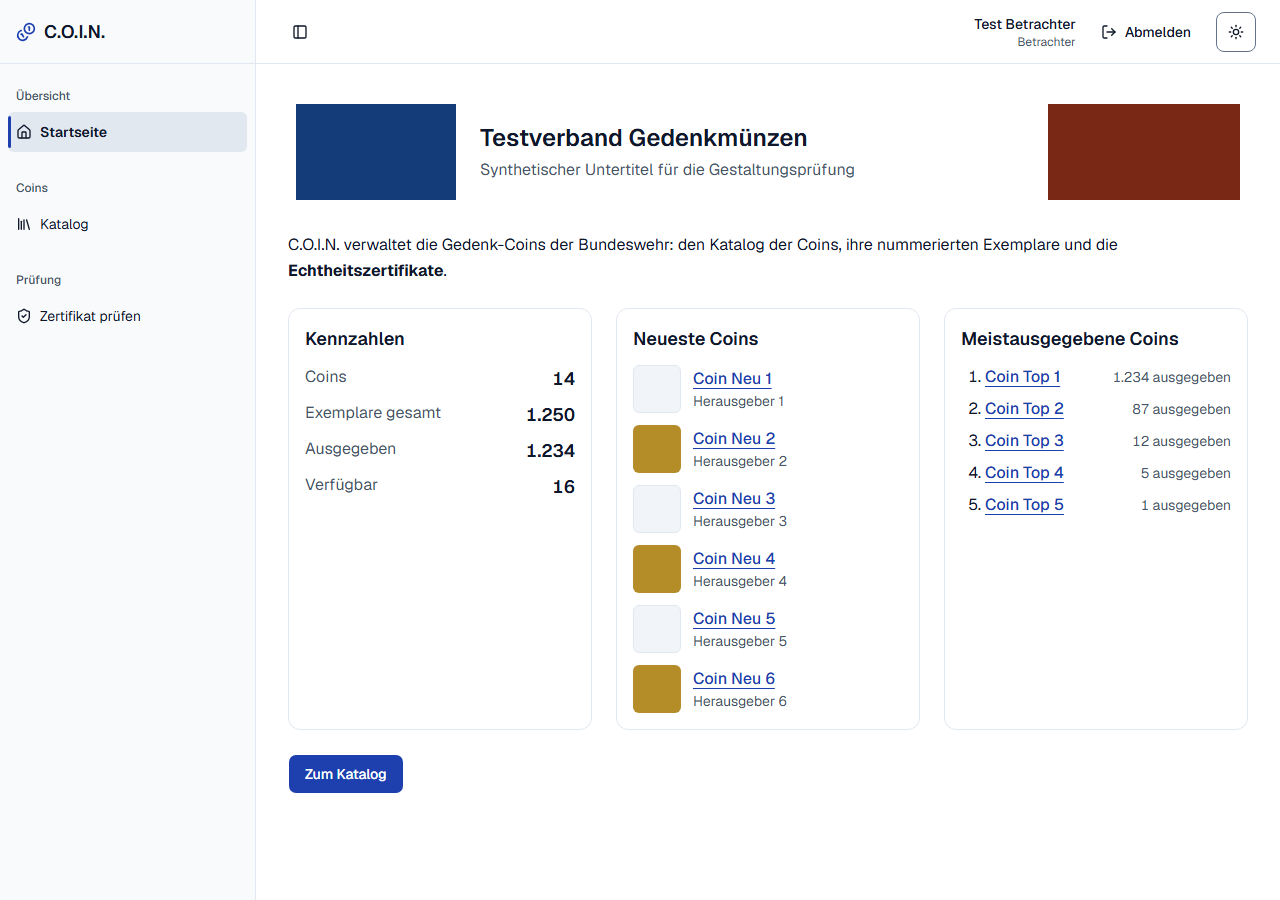 C.O.I.N.
Test Betrachter
Betrachter
Abmelden
Übersicht
Startseite
Coins
Katalog
Prüfung
Zertifikat prüfen
Testverband Gedenkmünzen
Synthetischer Untertitel für die Gestaltungsprüfung
C.O.I.N. verwaltet die Gedenk-Coins der Bundeswehr: den Katalog der Coins, ihre nummerierten Exemplare und die
Echtheitszertifikate.
Kennzahlen
Coins 14
Exemplare gesamt 1.250
Ausgegeben 1.234
Verfügbar 16
Neueste Coins
Coin Neu 1
Herausgeber 1
Coin Neu 2
Herausgeber 2
Coin Neu 3
Herausgeber 3
Coin Neu 4
Herausgeber 4
Coin Neu 5
Herausgeber 5
Coin Neu 6
Herausgeber 6
Meistausgegebene Coins
1. Coin Top 1 1.234 ausgegeben
2. Coin Top 2 87 ausgegeben
3. Coin Top 3 12 ausgegeben
4. Coin Top 4 5 ausgegeben
5. Coin Top 5 1 ausgegeben
Zum Katalog